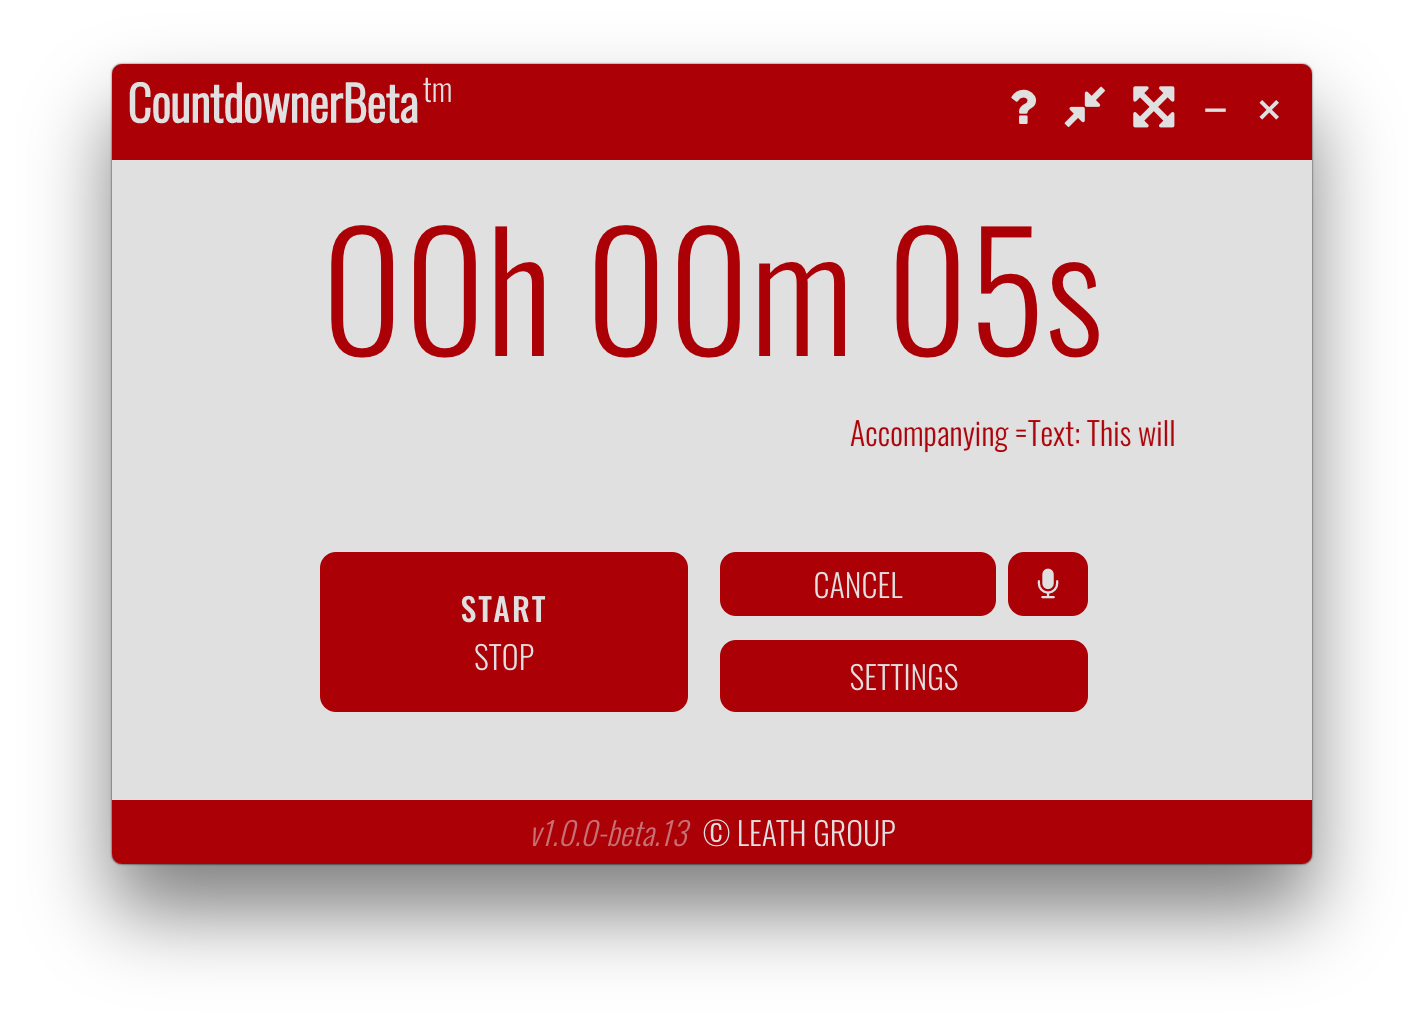 CountdownerBeta tm
00h 00m 05s
Accompanying =Text: This will
START
STOP
CANCEL
SETTINGS
v1.0.0-beta.13 © LEATH GROUP